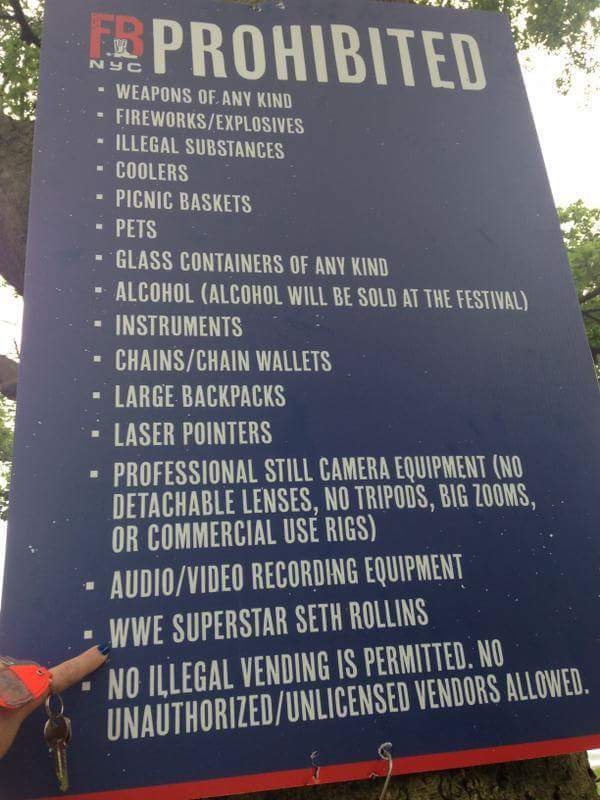 FB
NYC
PROHIBITED
▪ WEAPONS OF ANY KIND
▪ FIREWORKS/EXPLOSIVES
▪ ILLEGAL SUBSTANCES
▪ COOLERS
▪ PICNIC BASKETS
▪ PETS
▪ GLASS CONTAINERS OF ANY KIND
▪ ALCOHOL (ALCOHOL WILL BE SOLD AT THE FESTIVAL)
▪ INSTRUMENTS
▪ CHAINS/CHAIN WALLETS
▪ LARGE BACKPACKS
▪ LASER POINTERS
▪ PROFESSIONAL STILL CAMERA EQUIPMENT (NO
DETACHABLE LENSES, NO TRIPODS, BIG ZOOMS,
OR COMMERCIAL USE RIGS)
▪ AUDIO/VIDEO RECORDING EQUIPMENT
▪ WWE SUPERSTAR SETH ROLLINS
▪ NO ILLEGAL VENDING IS PERMITTED. NO
UNAUTHORIZED/UNLICENSED VENDORS ALLOWED.